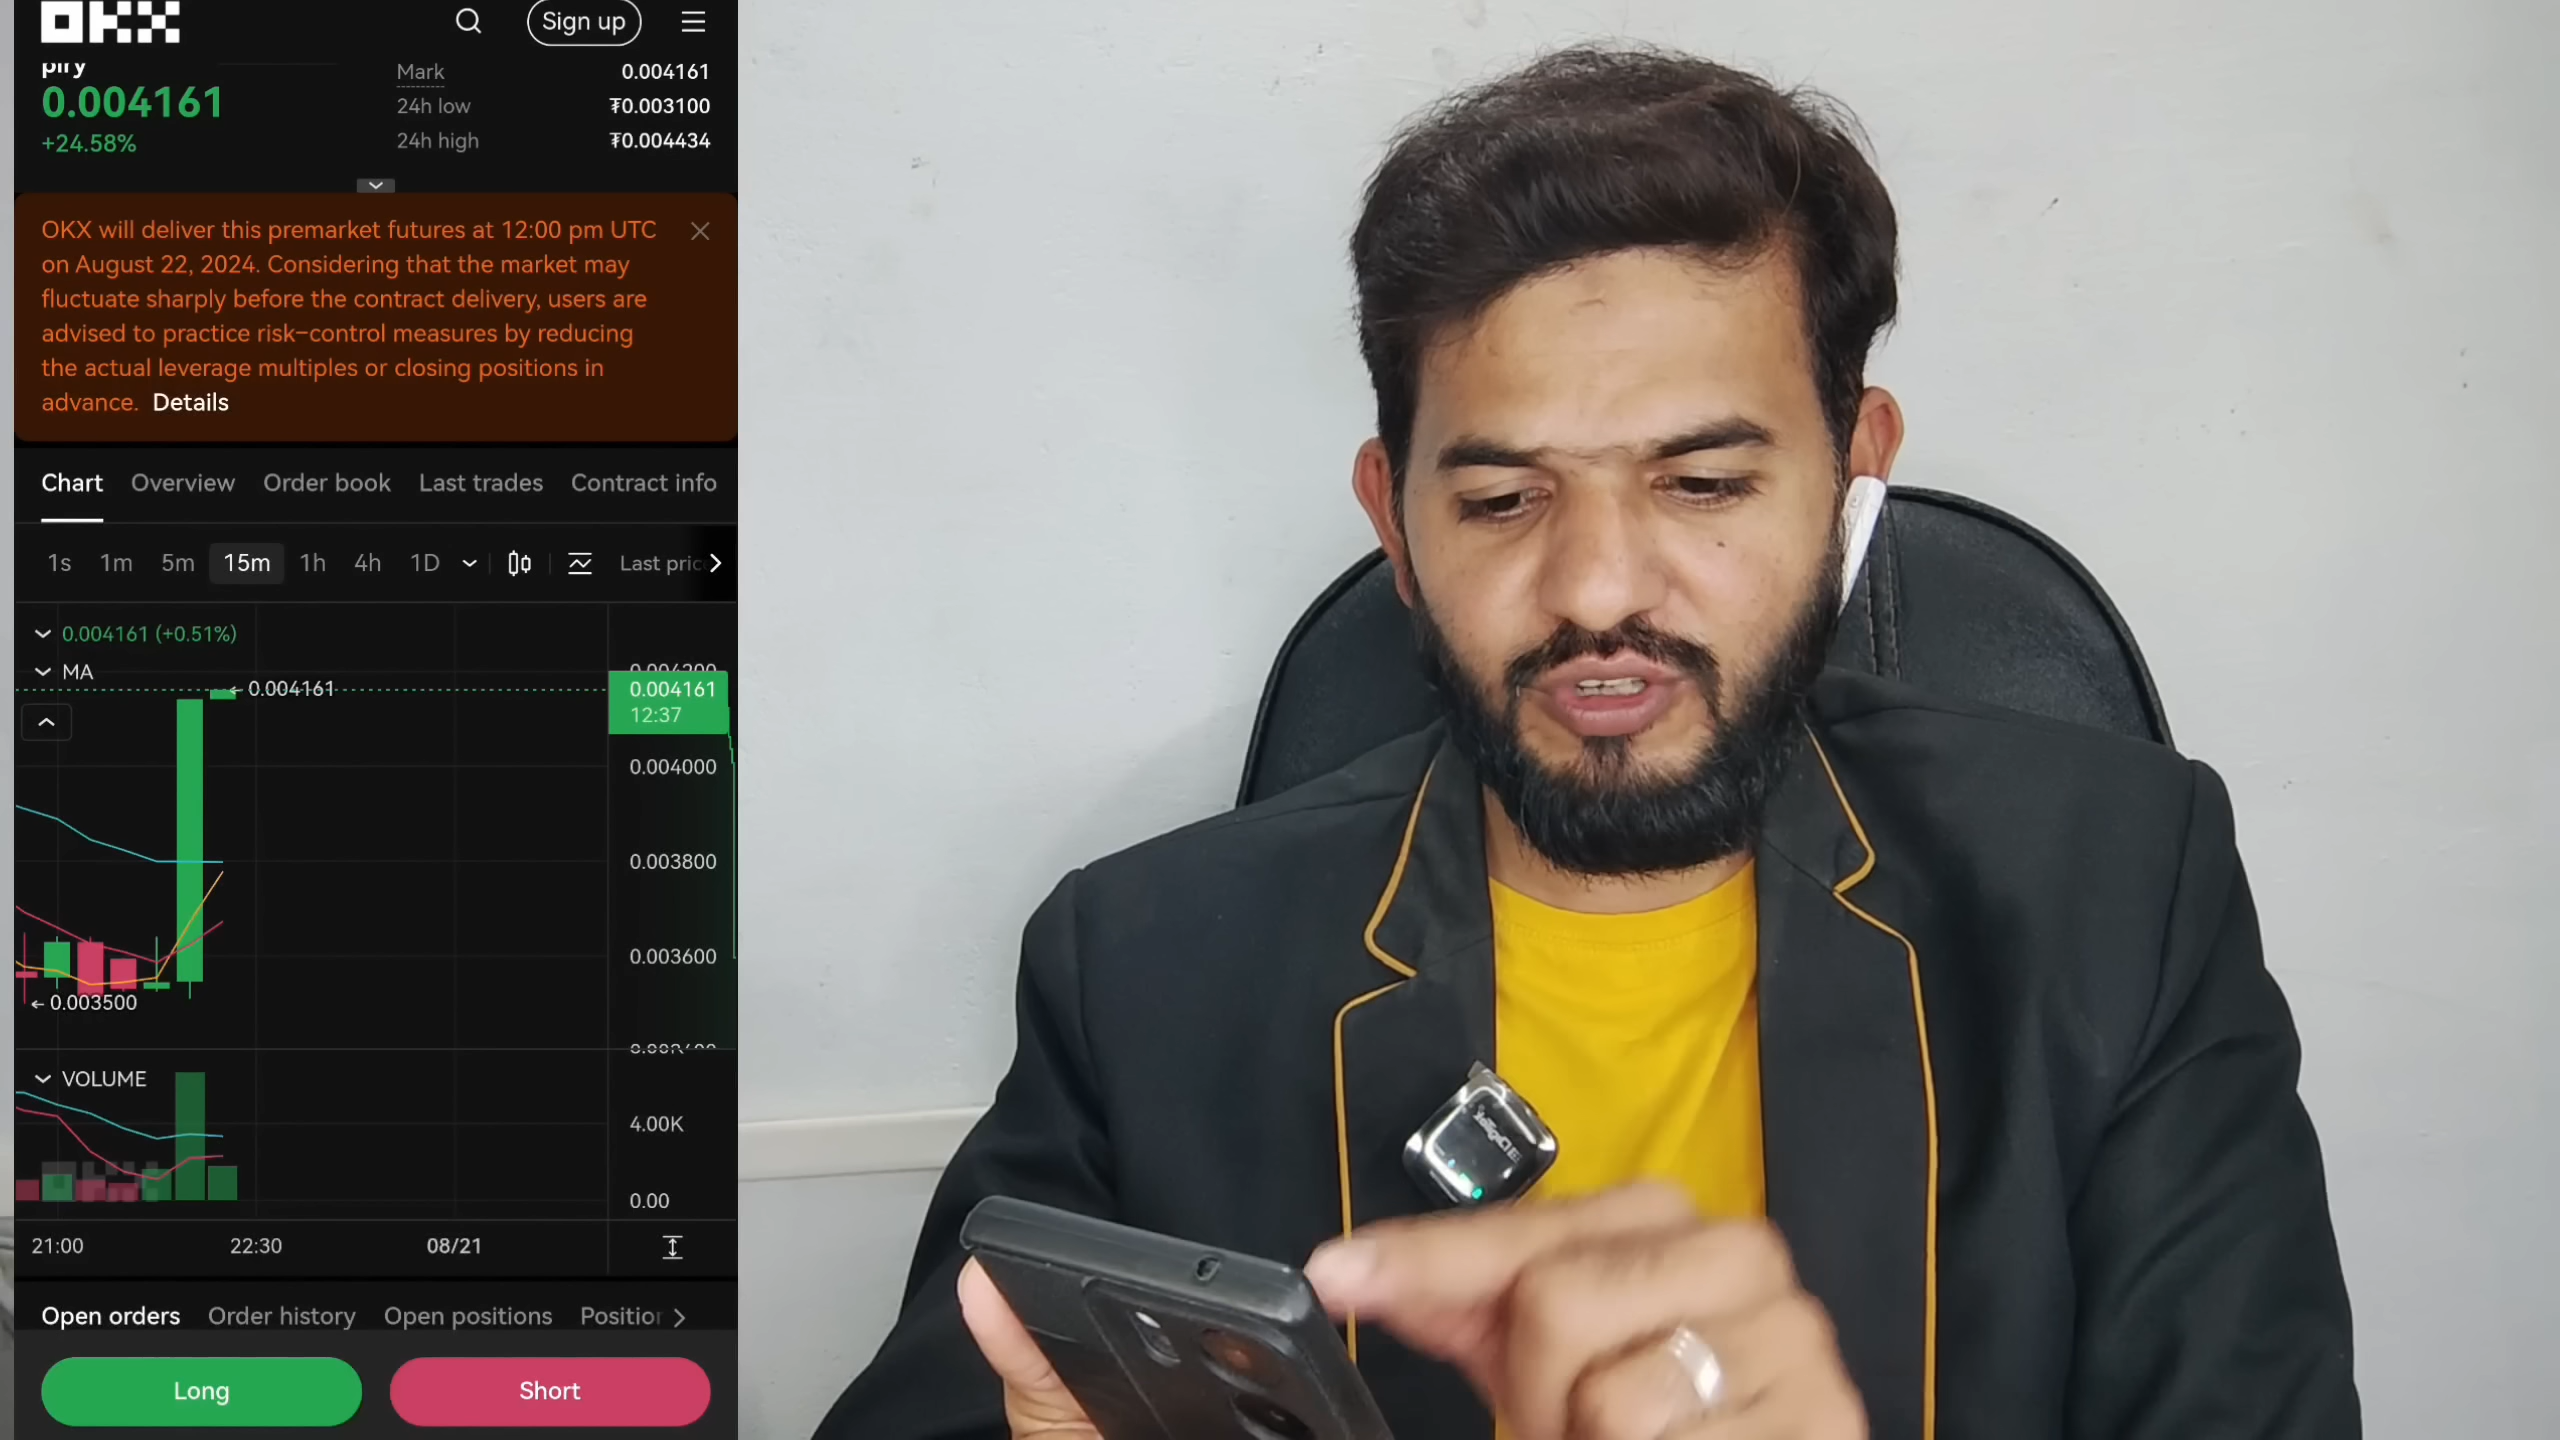 OKX
Sign up
piry
0.004161
+24.58%
Mark 0.004161
24h low ₮0.003100
24h high ₮0.004434
OKX will deliver this premarket futures at 12:00 pm UTC
on August 22, 2024. Considering that the market may
fluctuate sharply before the contract delivery, users are
advised to practice risk-control measures by reducing
the actual leverage multiples or closing positions in
advance. Details
Chart Overview Order book Last trades Contract info
1s 1m 5m 15m 1h 4h 1D Last pric
0.004161 (+0.51%)
MA
0.004161
0.004200
0.004161
12:37
0.004000
0.003800
0.003600
0.003500
VOLUME
4.00K
0.00
21:00 22:30 08/21
Open orders Order history Open positions Position
Long Short